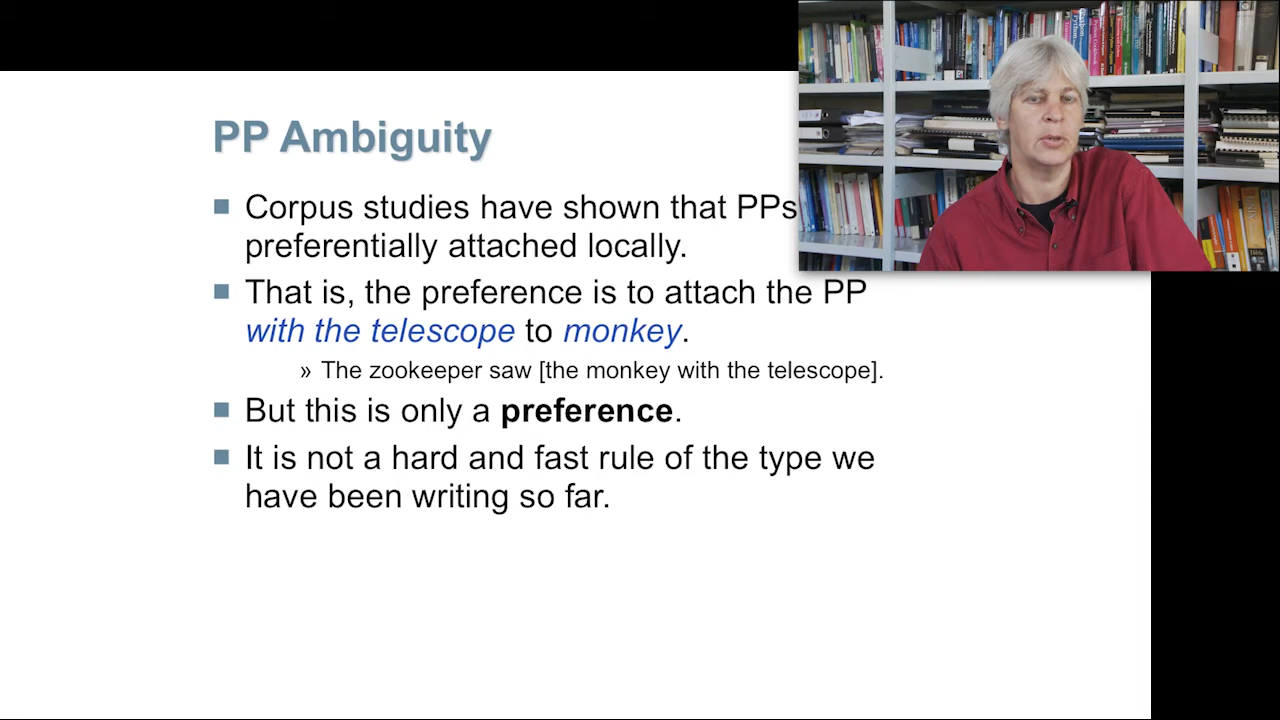 PP Ambiguity
Corpus studies have shown that PPs
preferentially attached locally.
That is, the preference is to attach the PP
with the telescope to monkey.
» The zookeeper saw [the monkey with the telescope].
But this is only a preference.
It is not a hard and fast rule of the type we
have been writing so far.